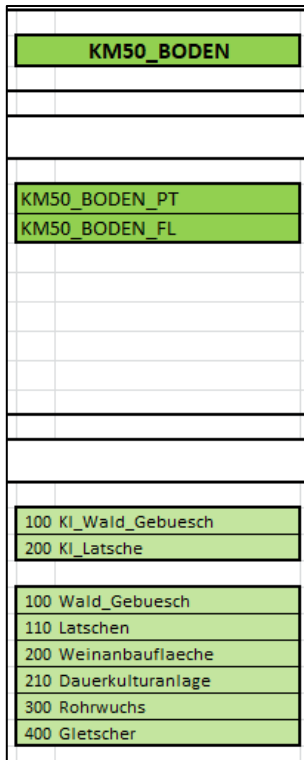 KM50_BODEN
KM50_BODEN_PT
KM50_BODEN_FL
100 Kl_Wald_Gebuesch
200 Kl_Latsche
100 Wald_Gebuesch
110 Latschen
200 Weinanbauflaeche
210 Dauerkulturanlage
300 Rohrwuchs
400 Gletscher